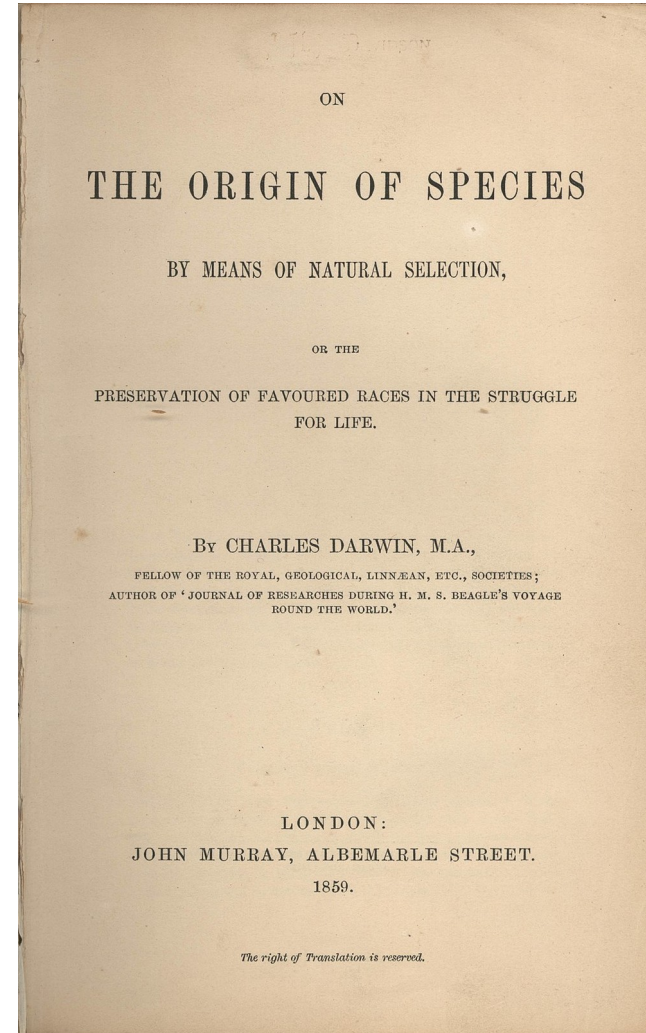 ON
THE ORIGIN OF SPECIES
BY MEANS OF NATURAL SELECTION,
OR THE
PRESERVATION OF FAVOURED RACES IN THE STRUGGLE
FOR LIFE.
By CHARLES DARWIN, M.A.,
FELLOW OF THE ROYAL, GEOLOGICAL, LINNÆAN, ETC., SOCIETIES;
AUTHOR OF ‘JOURNAL OF RESEARCHES DURING H. M. S. BEAGLE’S VOYAGE
ROUND THE WORLD.’
LONDON:
JOHN MURRAY, ALBEMARLE STREET.
1859.
The right of Translation is reserved.